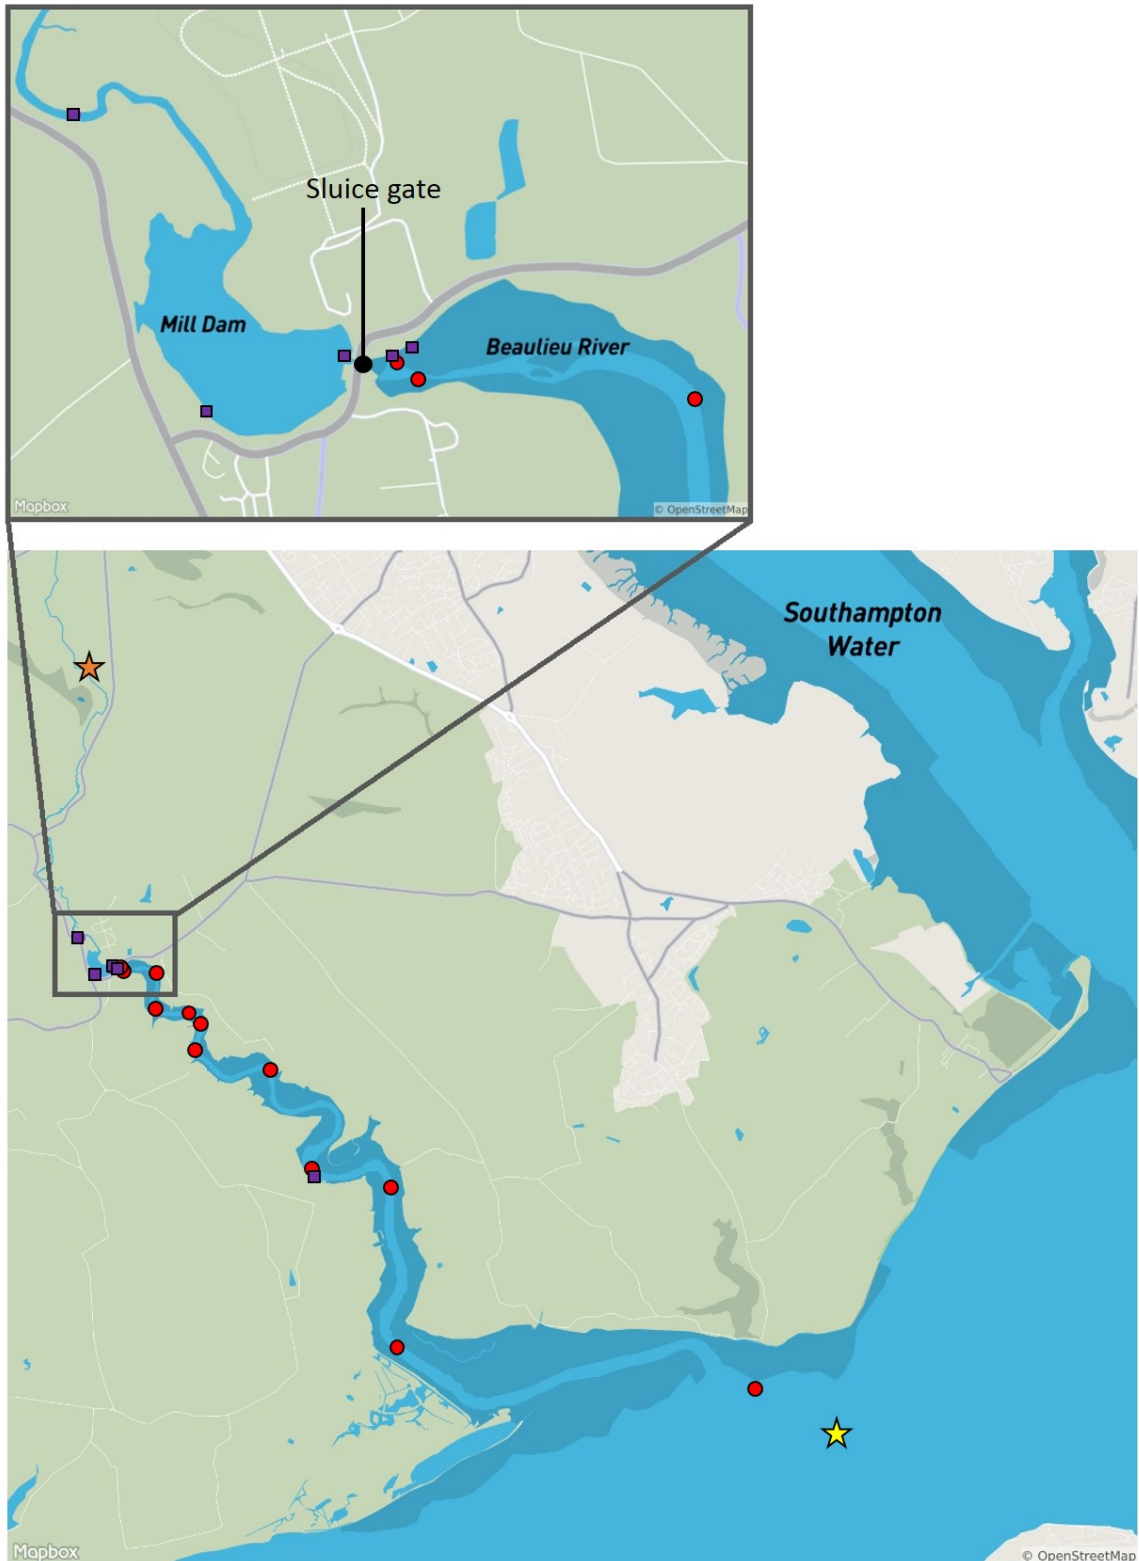 Sluice gate
Mill Dam
Beaulieu River
Mapbox
© OpenStreetMap
Southampton
Water
Mapbox
© OpenStreetMap